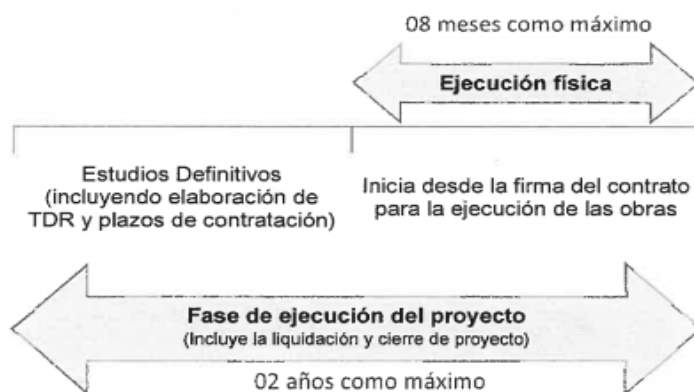 08 meses como máximo
Ejecución física
Estudios Definitivos
(incluyendo elaboración de
TDR y plazos de contratación)
Inicia desde la firma del contrato
para la ejecución de las obras
Fase de ejecución del proyecto
(Incluye la liquidación y cierre de proyecto)
02 años como máximo